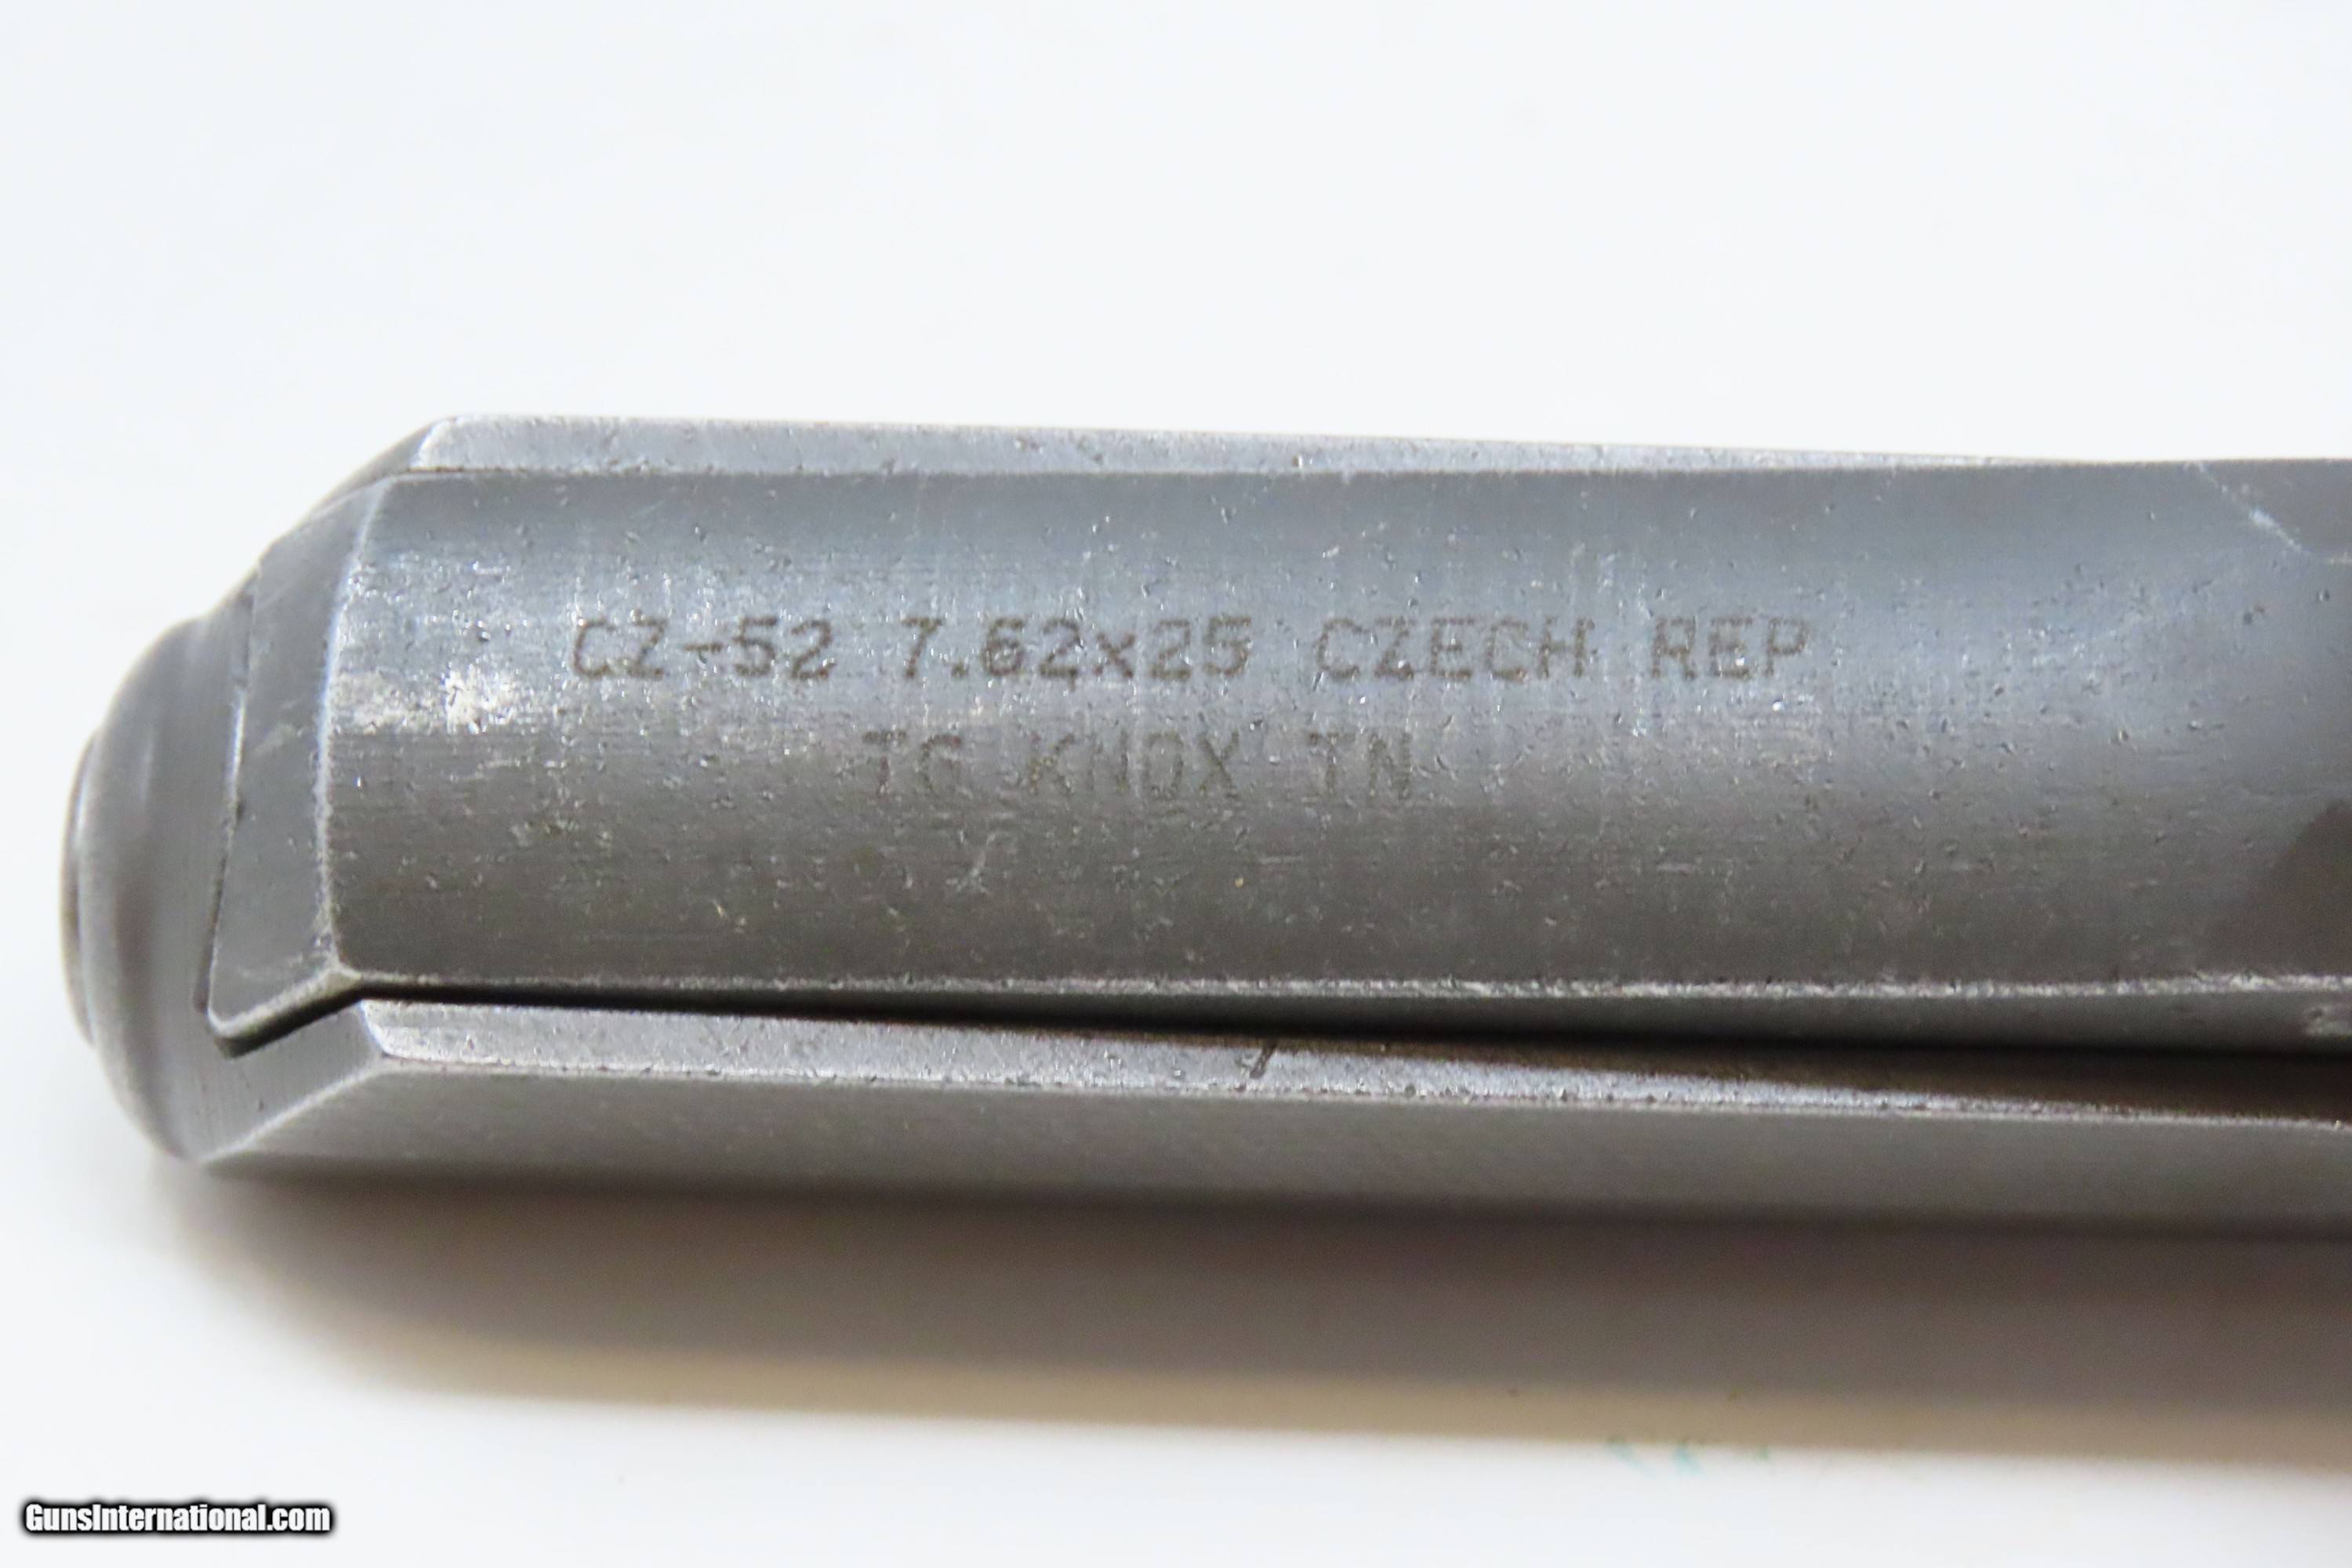 CZ-52 7.62x25 CZECH REP
TG KNOX TN
GunsInternational.com